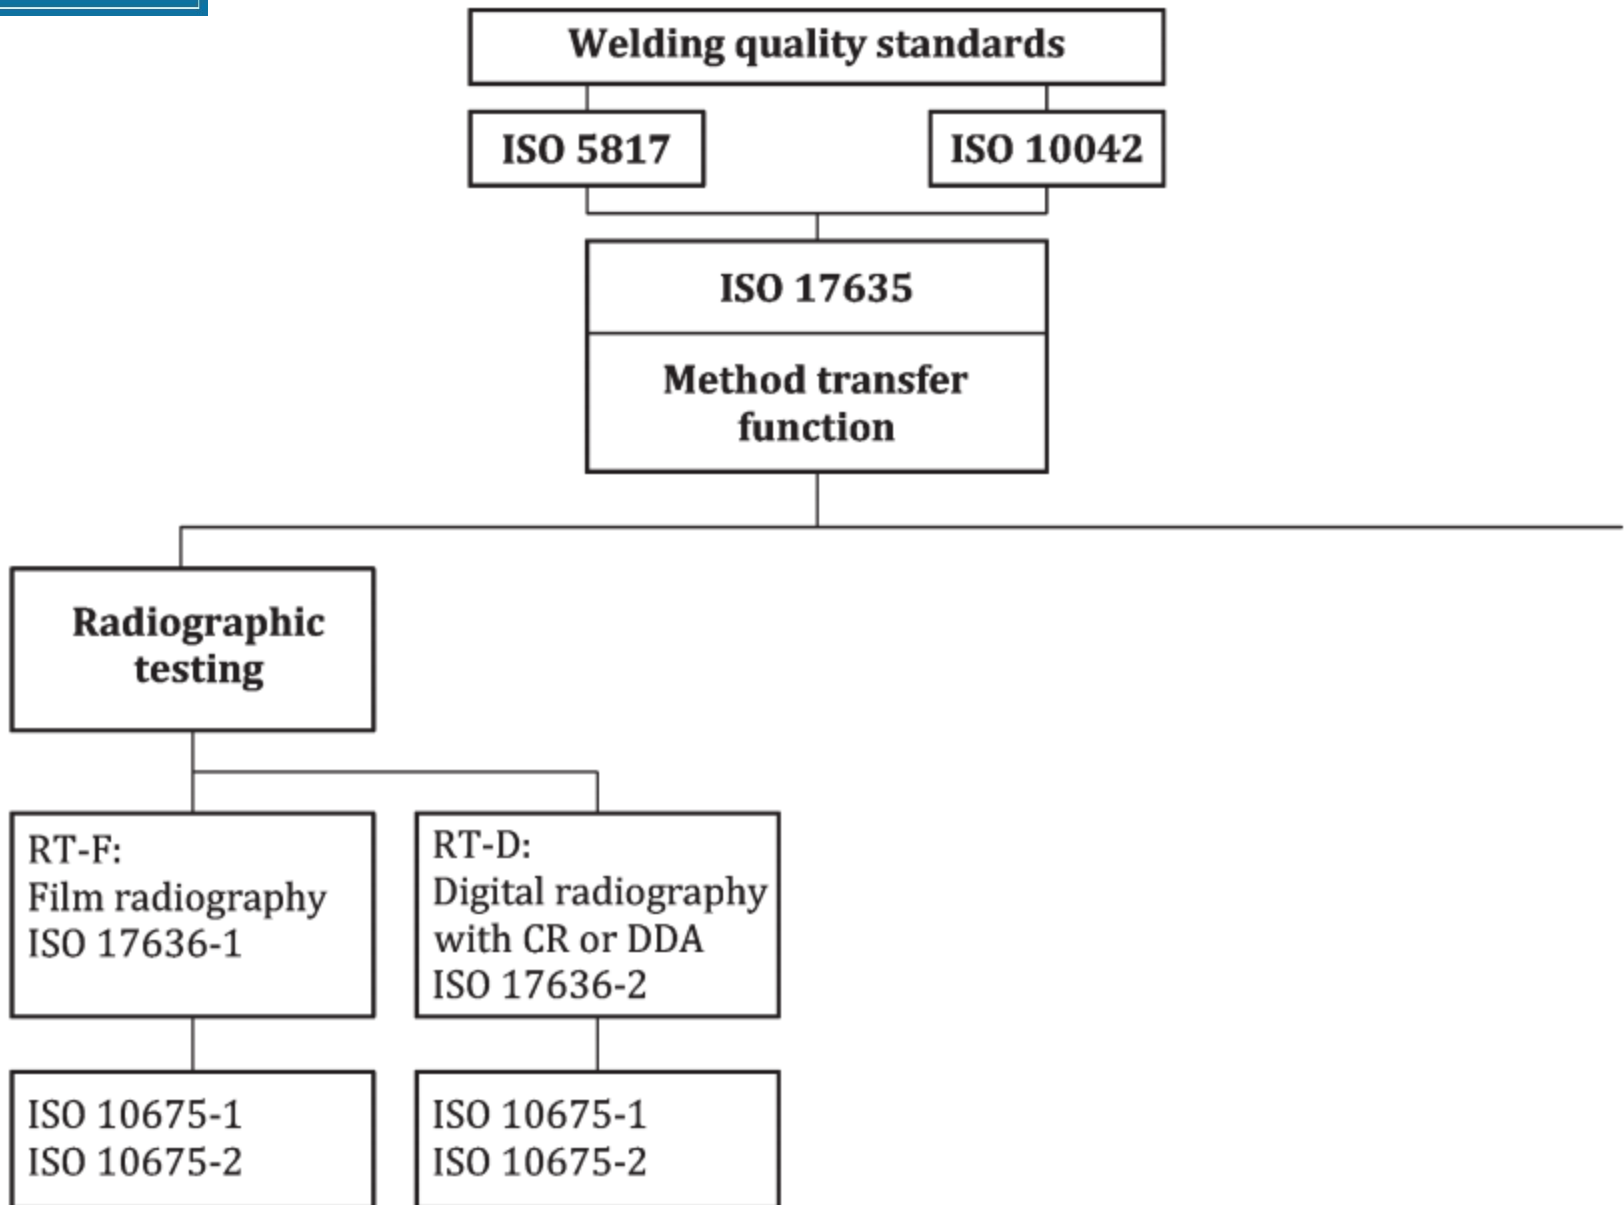 Welding quality standards
ISO 5817
ISO 10042
ISO 17635
Method transfer
function
Radiographic
testing
RT-F:
Film radiography
ISO 17636-1
RT-D:
Digital radiography
with CR or DDA
ISO 17636-2
ISO 10675-1
ISO 10675-2
ISO 10675-1
ISO 10675-2